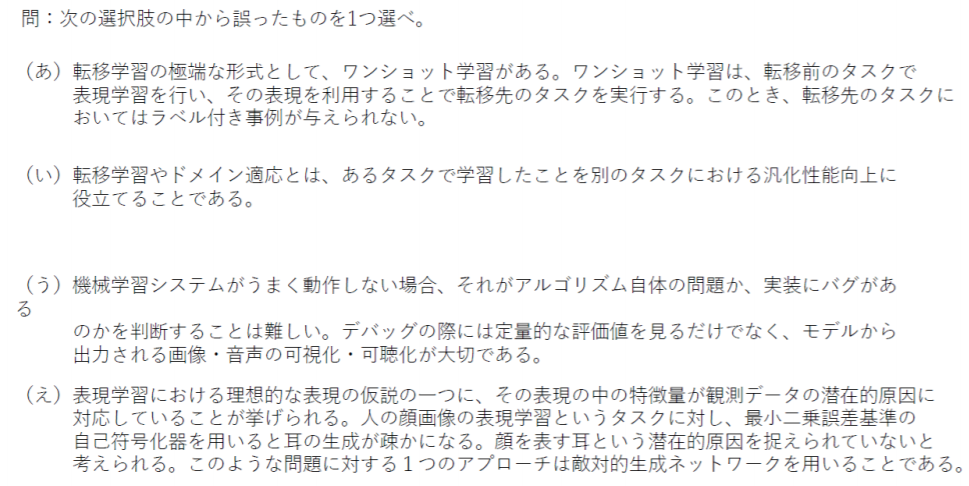 問：次の選択肢の中から誤ったものを1つ選べ。
（あ）転移学習の極端な形式として、ワンショット学習がある。ワンショット学習は、転移前のタスクで
表現学習を行い、その表現を利用することで転移先のタスクを実行する。このとき、転移先のタスクに
おいてはラベル付き事例が与えられない。
（い）転移学習やドメイン適応とは、あるタスクで学習したことを別のタスクにおける汎化性能向上に
役立てることである。
（う）機械学習システムがうまく動作しない場合、それがアルゴリズム自体の問題か、実装にバグがあ
る
のかを判断することは難しい。デバッグの際には定量的な評価値を見るだけでなく、モデルから
出力される画像・音声の可視化・可聴化が大切である。
（え）表現学習における理想的な表現の仮説の一つに、その表現の中の特徴量が観測データの潜在的原因に
対応していることが挙げられる。人の顔画像の表現学習というタスクに対し、最小二乗誤差基準の
自己符号化器を用いると耳の生成が疎かになる。顔を表す耳という潜在的原因を捉えられていないと
考えられる。このような問題に対する１つのアプローチは敵対的生成ネットワークを用いることである。